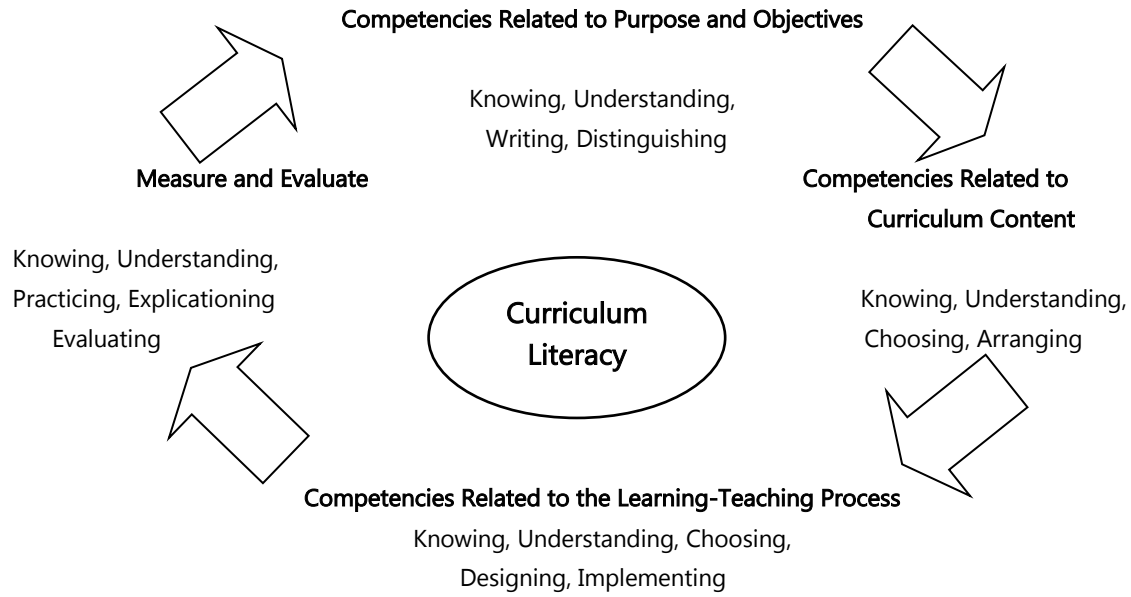 Competencies Related to Purpose and Objectives
Knowing, Understanding,
Writing, Distinguishing
Competencies Related to
Curriculum Content
Knowing, Understanding,
Choosing, Arranging
Competencies Related to the Learning-Teaching Process
Knowing, Understanding, Choosing,
Designing, Implementing
Measure and Evaluate
Knowing, Understanding,
Practicing, Explicationing
Evaluating
Curriculum
Literacy